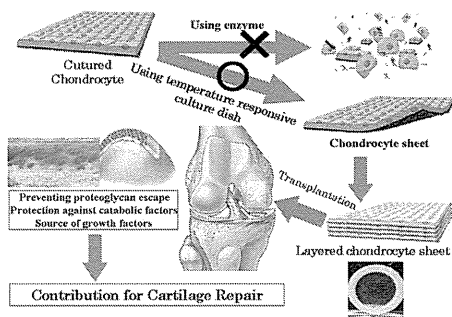 Using enzyme
Cutured
Chondrocyte
Using temperature responsive
culture dish
Chondrocyte sheet
Preventing proteoglycan escape
Protection against catabolic factors
Source of growth factors
Transplantation
Layered chondrocyte sheet
Contribution for Cartilage Repair